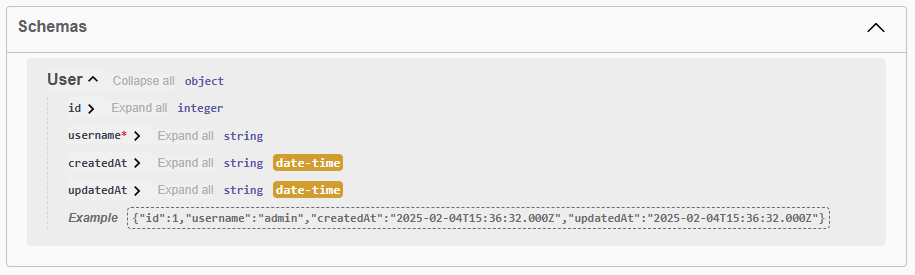 Schemas
User Collapse all object
id Expand all integer
username* Expand all string
createdAt Expand all string date-time
updatedAt Expand all string date-time
Example {"id":1,"username":"admin","createdAt":"2025-02-04T15:36:32.000Z","updatedAt":"2025-02-04T15:36:32.000Z"}